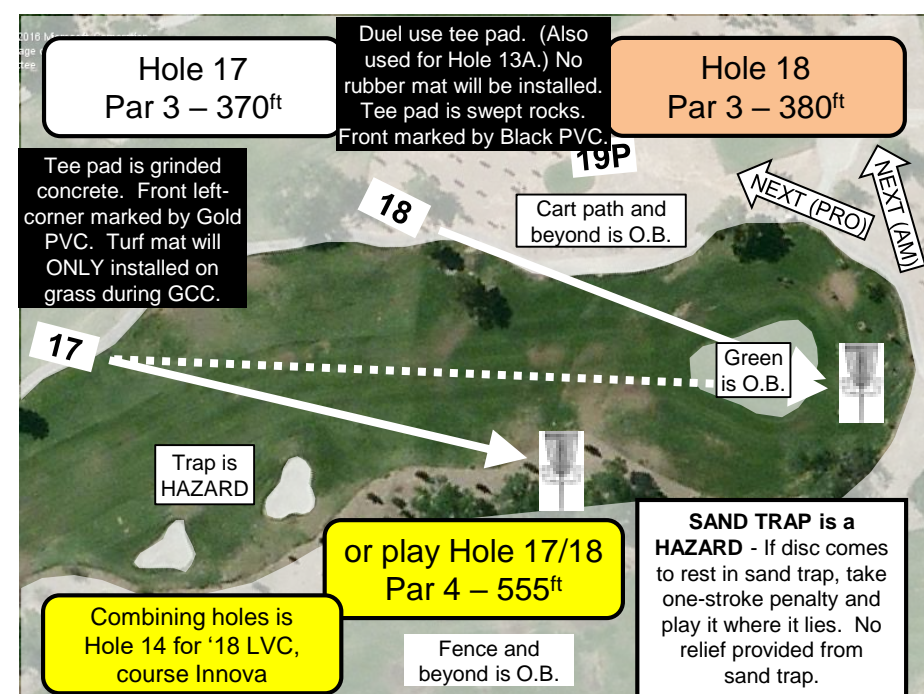 2016 M
Hole 17
Par 3 – 370ft
Duel use tee pad.  (Also
used for Hole 13A.) No
rubber mat will be installed.
Tee pad is swept rocks.
Front marked by Black PVC.
Hole 18
Par 3 – 380ft
Tee pad is grinded
concrete.  Front left-
corner marked by Gold
PVC.  Turf mat will
ONLY installed on
grass during GCC.
19P
18
Cart path and
beyond is O.B.
NEXT (PRO)
NEXT (AM)
17
Green
is O.B.
Trap is
HAZARD
or play Hole 17/18
Par 4 – 555ft
Combining holes is
Hole 14 for ‘18 LVC,
course Innova
Fence and
beyond is O.B.
SAND TRAP is a
HAZARD - If disc comes
to rest in sand trap, take
one-stroke penalty and
play it where it lies.  No
relief provided from
sand trap.